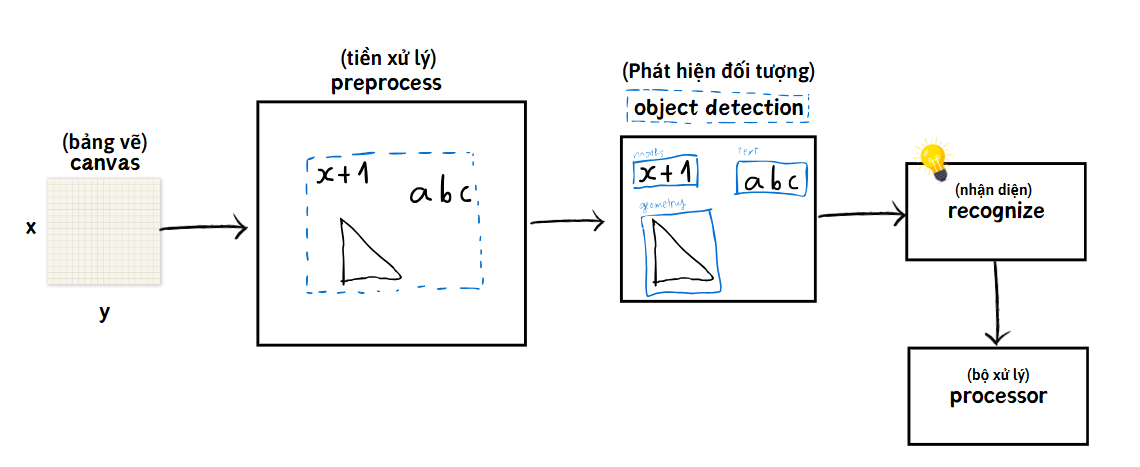 (bảng vẽ)
canvas
x
y
(tiền xử lý)
preprocess
x+1
abc
(Phát hiện đối tượng)
object detection
maths
x+1
text
abc
geometry
(nhận diện)
recognize
(bộ xử lý)
processor